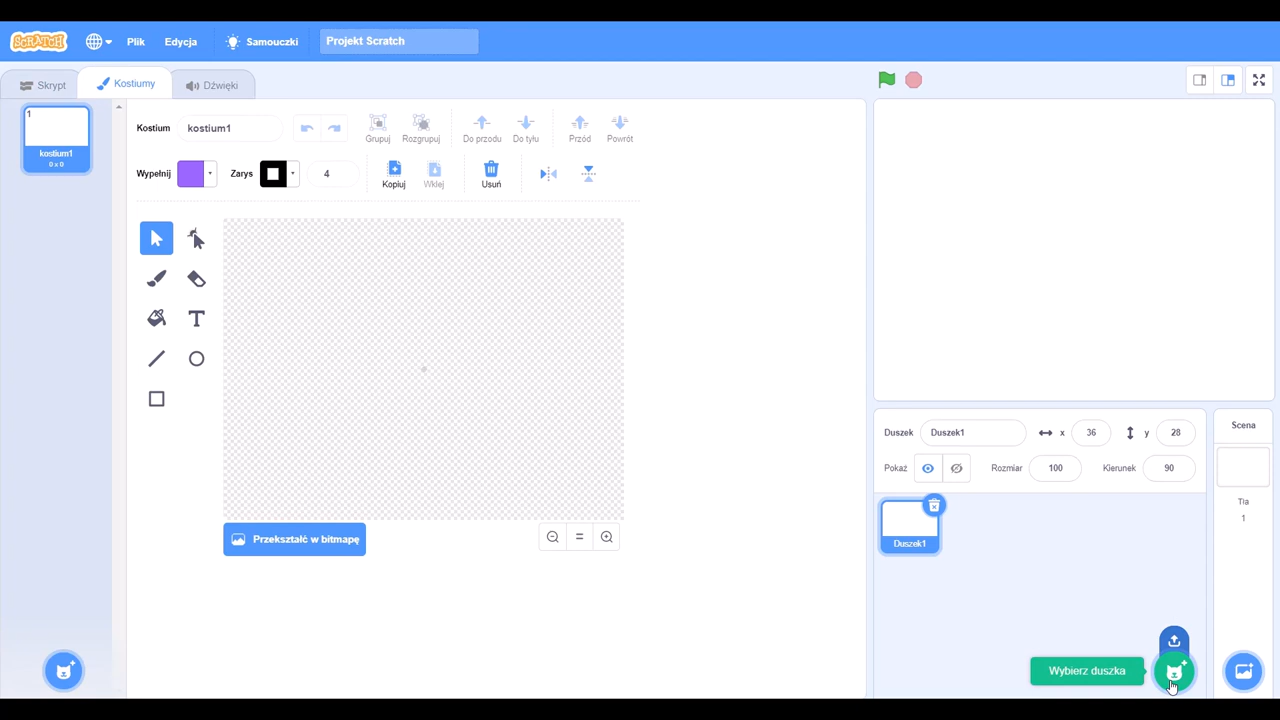 SCRATCH Plik Edycja Samouczki Projekt Scratch
Skrypt Kostiumy Dźwięki
1
kostium1
0 x 0
Kostium kostium1 Grupuj Rozgrupuj Do przodu Do tyłu Przód Powrót
Wypełnij Zarys 4 Kopiuj Wklej Usuń
T
Przekształć w bitmapę
Duszek Duszek1 x 36 y 28
Pokaż Rozmiar 100 Kierunek 90
Duszek1
Wybierz duszka
Scena
Tła
1